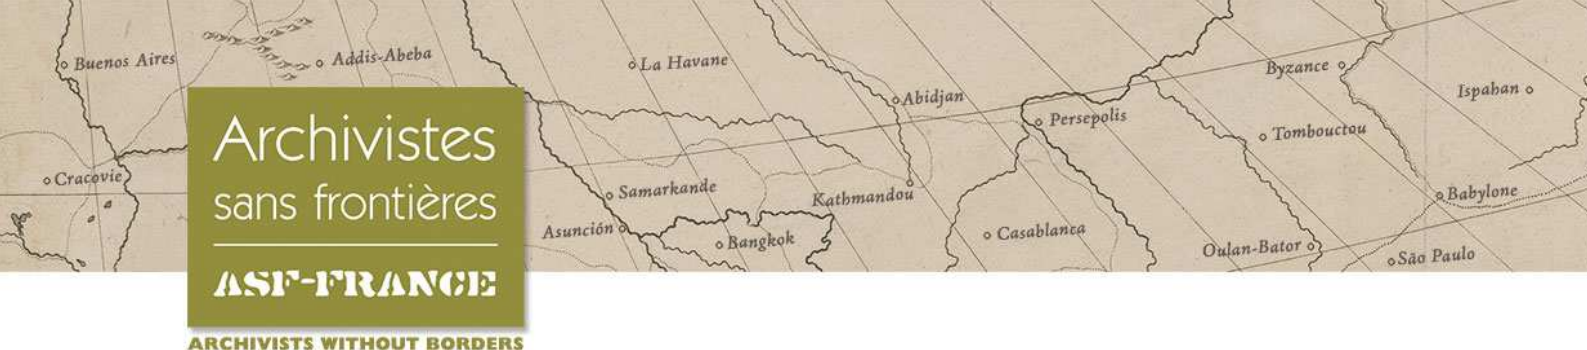 Buenos Aires
Addis-Abeba
La Havane
Abidjan
Byzance
Ispahan
Persepolis
Tombouctou
Cracovie
Samarkande
Kathmandou
Babylone
Asunción
Bangkok
Casablanca
Oulan-Bator
São Paulo
Archivistes
sans frontières
ASF-FRANCE
ARCHIVISTS WITHOUT BORDERS